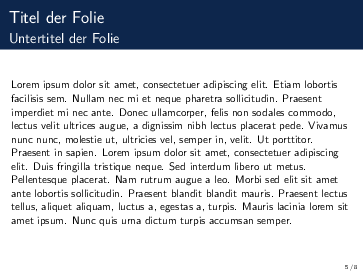 Titel der Folie
Untertitel der Folie
Lorem ipsum dolor sit amet, consectetuer adipiscing elit. Etiam lobortis
facilisis sem. Nullam nec mi et neque pharetra sollicitudin. Praesent
imperdiet mi nec ante. Donec ullamcorper, felis non sodales commodo,
lectus velit ultrices augue, a dignissim nibh lectus placerat pede. Vivamus
nunc nunc, molestie ut, ultricies vel, semper in, velit. Ut porttitor.
Praesent in sapien. Lorem ipsum dolor sit amet, consectetuer adipiscing
elit. Duis fringilla tristique neque. Sed interdum libero ut metus.
Pellentesque placerat. Nam rutrum augue a leo. Morbi sed elit sit amet
ante lobortis sollicitudin. Praesent blandit blandit mauris. Praesent lectus
tellus, aliquet aliquam, luctus a, egestas a, turpis. Mauris lacinia lorem sit
amet ipsum. Nunc quis urna dictum turpis accumsan semper.
5 / 8